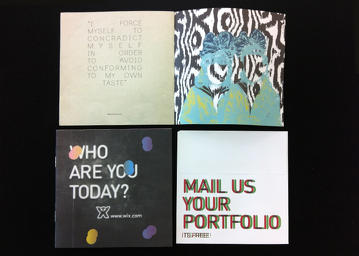 "I FORCE
MYSELF TO
CONCRADICT
MYSELF
IN ORDER
TO AVOID
CONFORMING
TO MY OWN
TASTE"
WHO
ARE YOU
TODAY?
www.wix.com
MAIL US
YOUR
PORTFOLIO
ITS FREE!